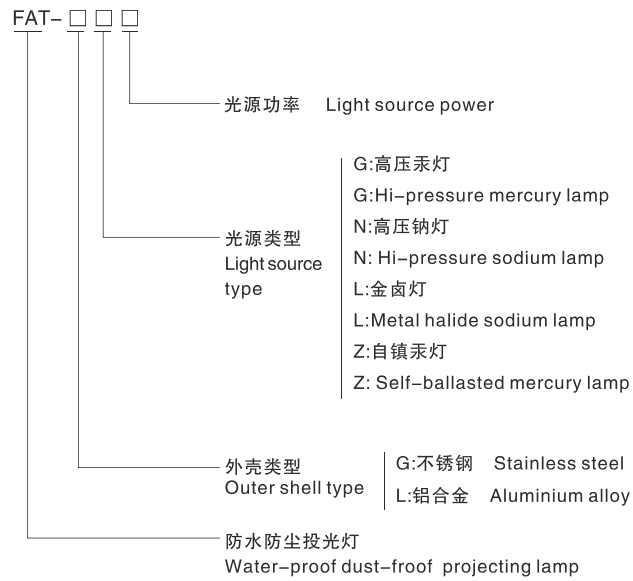 FAT-□□□
光源功率 Light source power
光源类型
Light source
type
G:高压汞灯
G:Hi-pressure mercury lamp
N:高压钠灯
N: Hi-pressure sodium lamp
L:金卤灯
L:Metal halide sodium lamp
Z:自镇汞灯
Z: Self-ballasted mercury lamp
外壳类型
Outer shell type
G:不锈钢 Stainless steel
L:铝合金 Aluminium alloy
防水防尘投光灯
Water-proof dust-froof projecting lamp